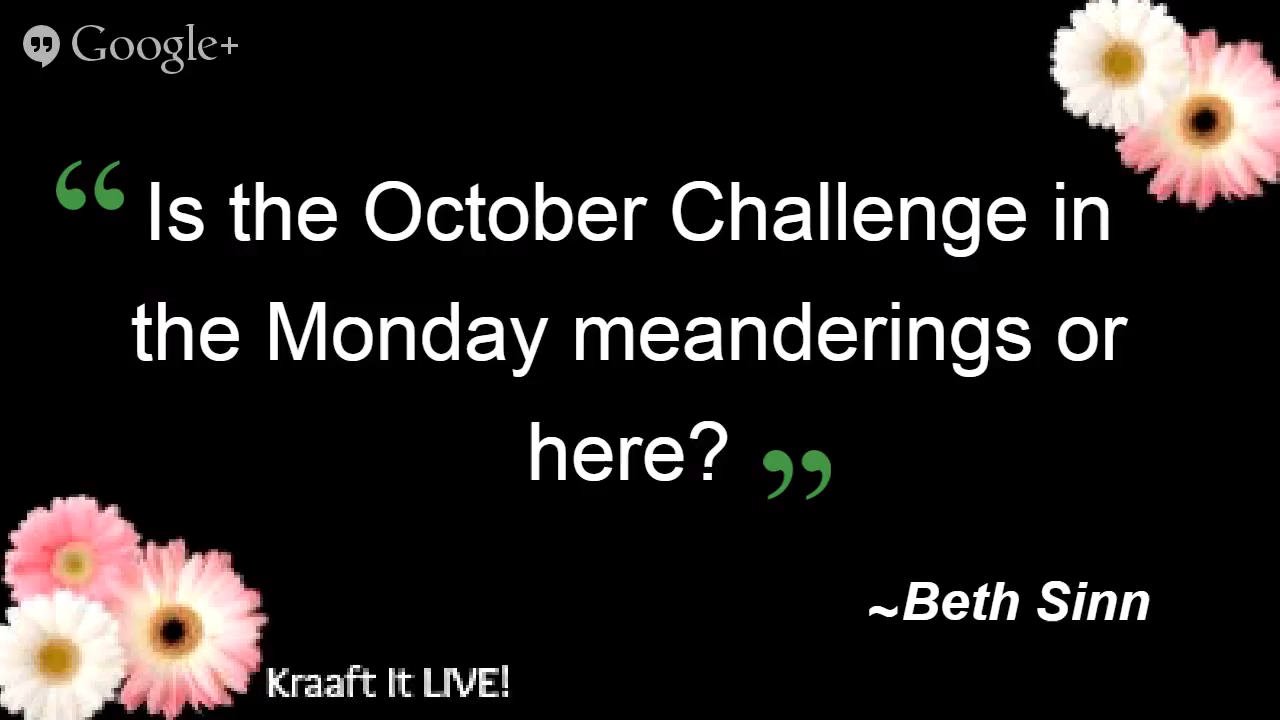 Google+
“Is the October Challenge in
the Monday meanderings or
here?”
~Beth Sinn
Kraaft It LIVE!